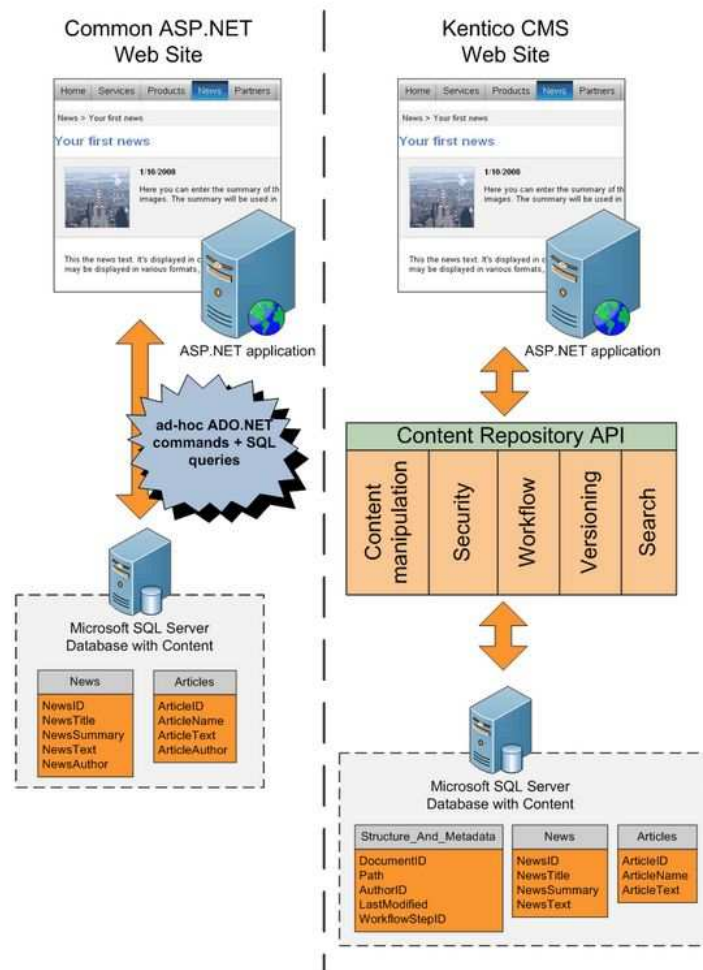 Common ASP.NET
Web Site
Home Services Products News Partners
News > Your first news
Your first news
1/10/2008
Here you can enter the summary of th
images. The summary will be used in
This the news text. It's displayed in c
may be displayed in various formats,
ASP.NET application
ad-hoc ADO.NET
commands + SQL
queries
Microsoft SQL Server
Database with Content
News
NewsID
NewsTitle
NewsSummary
NewsText
NewsAuthor
Articles
ArticleID
ArticleName
ArticleText
ArticleAuthor
Kentico CMS
Web Site
Home Services Products News Partners
News > Your first news
Your first news
1/10/2008
Here you can enter the summary of th
images. The summary will be used in
This the news text. It's displayed in c
may be displayed in various formats,
ASP.NET application
Content Repository API
Content
manipulation
Security
Workflow
Versioning
Search
Microsoft SQL Server
Database with Content
Structure_And_Metadata
DocumentID
Path
AuthorID
LastModified
WorkflowStepID
News
NewsID
NewsTitle
NewsSummary
NewsText
Articles
ArticleID
ArticleName
ArticleText